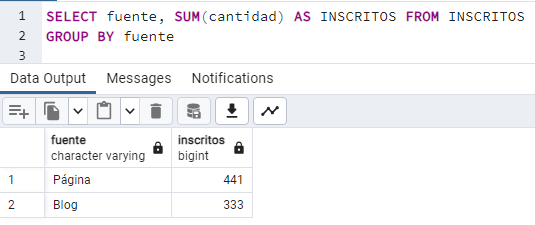 1 SELECT fuente, SUM(cantidad) AS INSCRITOS FROM INSCRITOS
2 GROUP BY fuente
3
Data Output Messages Notifications
fuente character varying inscritos bigint
1 Página 441
2 Blog 333